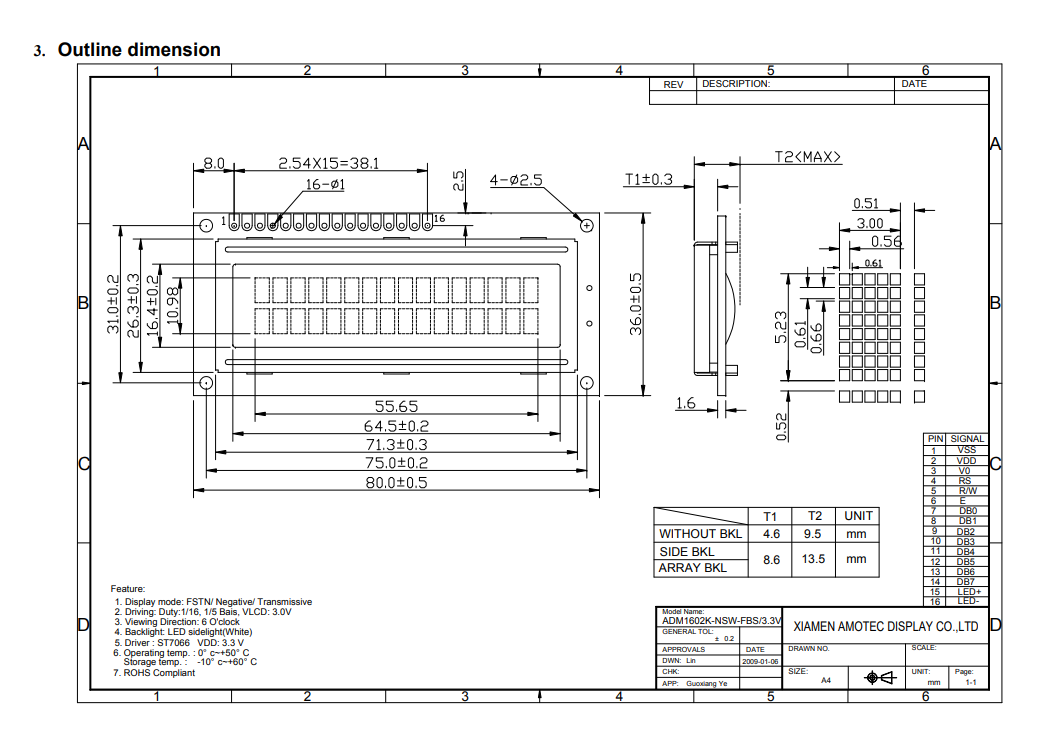 3. Outline dimension
1 2 3 4 5 6
REV DESCRIPTION: DATE
A A
8.0 2.54X15=38.1 2.5 4-Ø2.5 T1±0.3 T2<MAX>
16-Ø1
1 16
0.51
3.00
0.56
0.61
B B
31.0±0.2 26.3±0.3 16.4±0.2 10.98 36.0±0.5
5.23 0.61 0.66
1.6
0.52
55.65
64.5±0.2
71.3±0.3
75.0±0.2
80.0±0.5
C C
PIN SIGNAL
1 VSS
2 VDD
3 V0
4 RS
5 R/W
6 E
7 DB0
8 DB1
9 DB2
10 DB3
11 DB4
12 DB5
13 DB6
14 DB7
15 LED+
16 LED-
T1 T2 UNIT
WITHOUT BKL 4.6 9.5 mm
SIDE BKL
ARRAY BKL
8.6 13.5 mm
D D
Feature:
1. Display mode: FSTN/ Negative/ Transmissive
2. Driving: Duty:1/16, 1/5 Bais, VLCD: 3.0V
3. Viewing Direction: 6 O'clock
4. Backlight: LED sidelight(White)
5. Driver : ST7066 VDD: 3.3 V
6. Operating temp. : 0° c~+50° C
Storage temp. : -10° c~+60° C
7. ROHS Compliant
Model Name:
ADM1602K-NSW-FBS/3.3V
GENERAL TOL:
± 0.2
APPROVALS DATE
DWN: Lin 2009-01-06
CHK:
APP: Guoxiang Ye
XIAMEN AMOTEC DISPLAY CO.,LTD
DRAWN NO. SCALE:
SIZE: A4
UNIT: mm
Page: 1-1
1 2 3 4 5 6